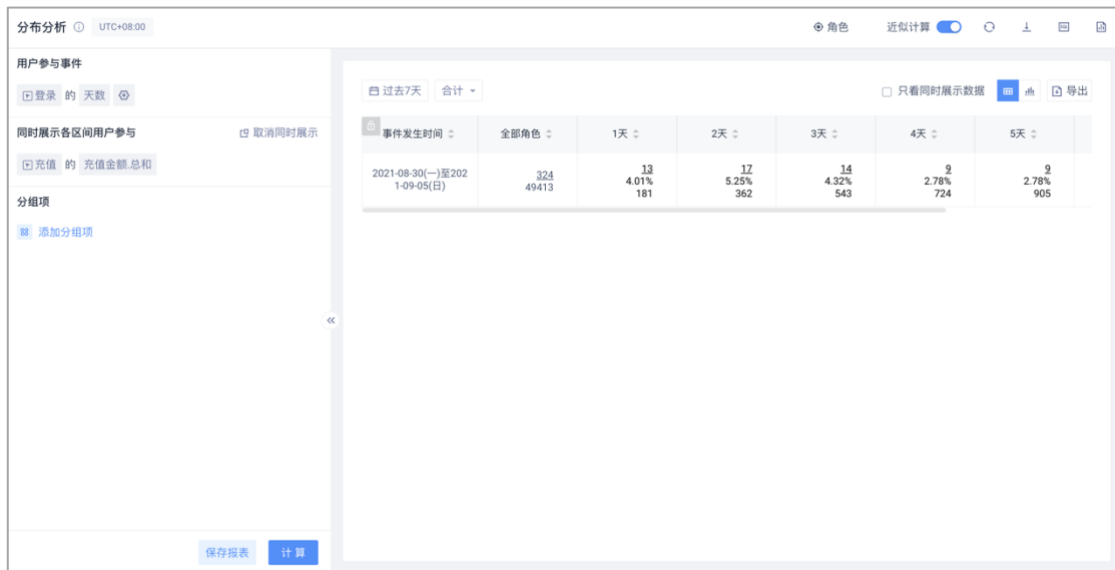 分布分析 UTC+08:00
角色 近似计算
用户参与事件
登录 的 天数
同时展示各区间用户参与 取消同时展示
充值 的 充值金额.总和
分组项
添加分组项
过去7天 合计
只看同时展示数据 导出
事件发生时间 全部角色 1天 2天 3天 4天 5天
2021-08-30(一)至202
1-09-05(日)
324 13 17 14 9 9
49413 4.01% 5.25% 4.32% 2.78% 2.78%
181 362 543 724 905
保存报表 计算